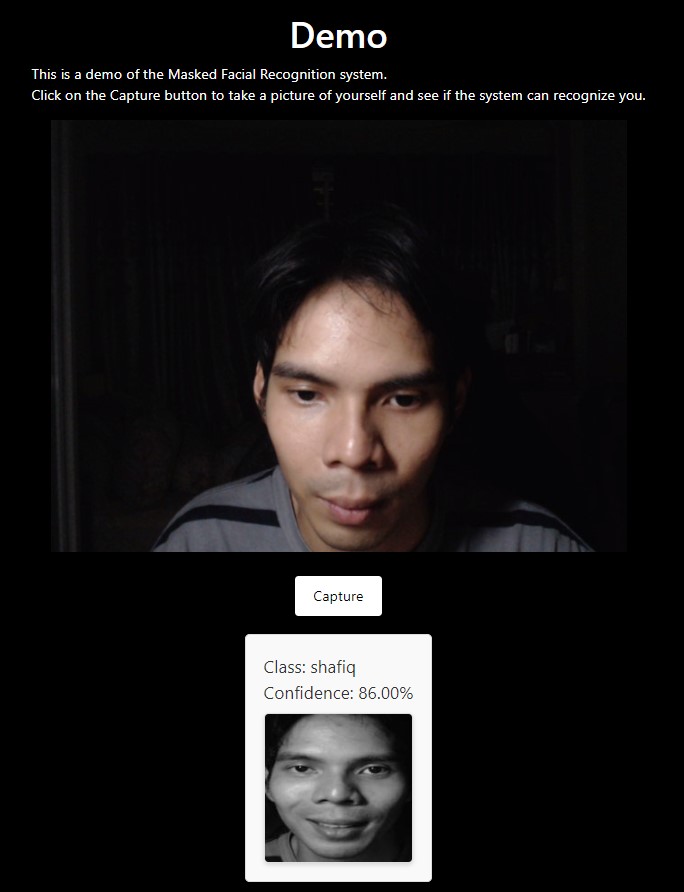 Demo
This is a demo of the Masked Facial Recognition system.
Click on the Capture button to take a picture of yourself and see if the system can recognize you.
Capture
Class: shafiq
Confidence: 86.00%